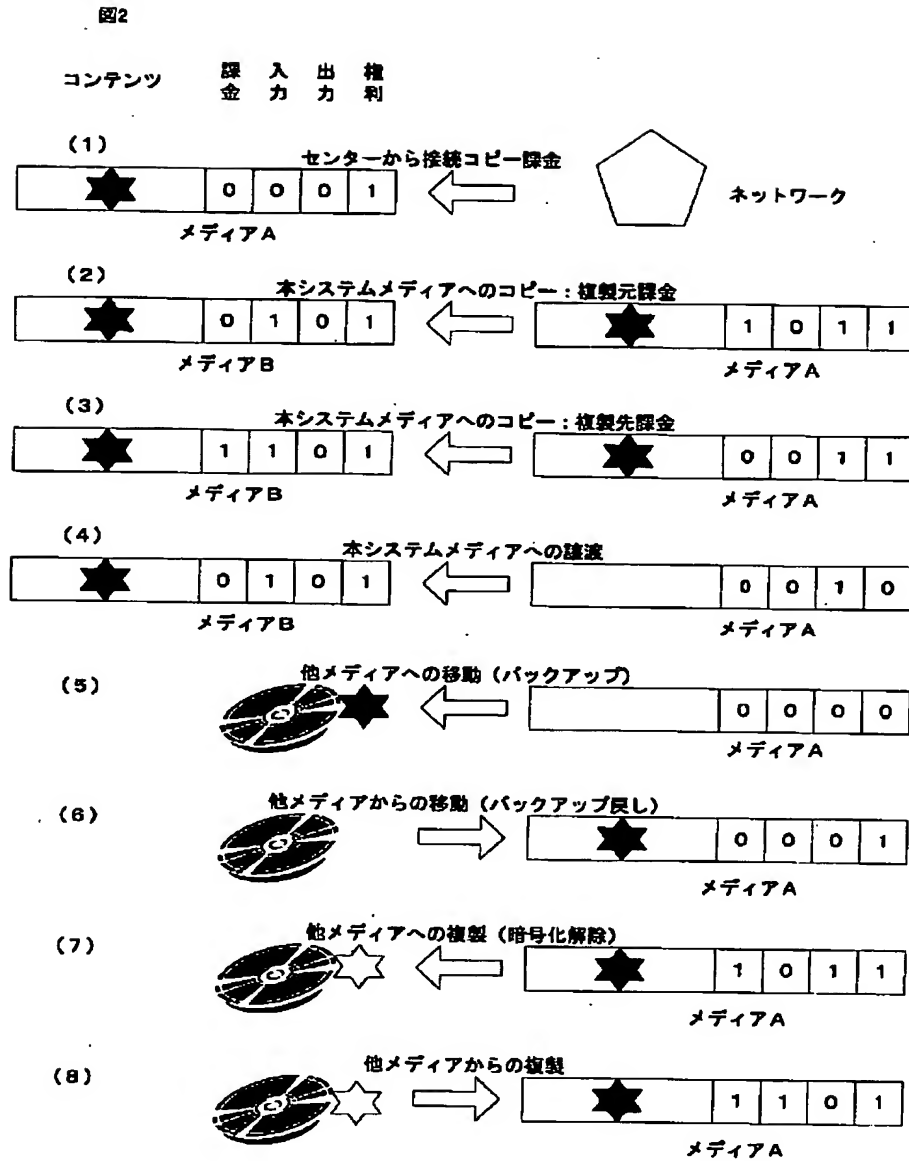 図2
コンテンツ 課金 入力 出力 権利
(1)
センターから接続コピー課金
0 0 0 1
ネットワーク
メディアA
(2)
本システムメディアへのコピー：複製元課金
0 1 0 1 1 0 1 1
メディアB メディアA
(3)
本システムメディアへのコピー：複製先課金
1 1 0 1 0 0 1 1
メディアB メディアA
(4)
本システムメディアへの譲渡
0 1 0 1 0 0 1 0
メディアB メディアA
(5)
他メディアへの移動（バックアップ）
0 0 0 0
メディアA
(6)
他メディアからの移動（バックアップ戻し）
0 0 0 1
メディアA
(7)
他メディアへの複製（暗号化解除）
1 0 1 1
メディアA
(8)
他メディアからの複製
1 1 0 1
メディアA